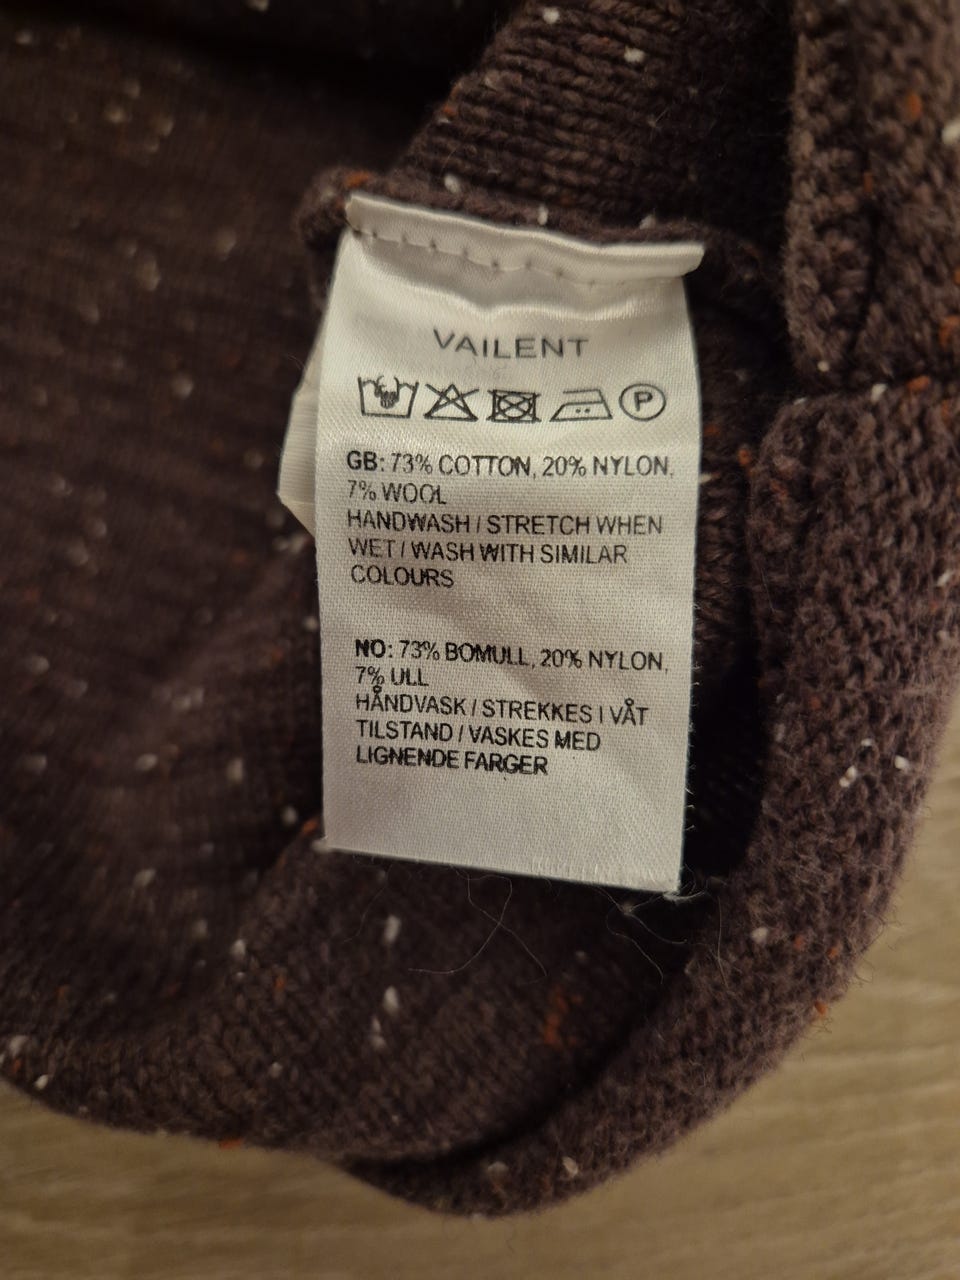 VAILENT
P
GB: 73% COTTON, 20% NYLON,
7% WOOL
HANDWASH / STRETCH WHEN
WET / WASH WITH SIMILAR
COLOURS
NO: 73% BOMULL, 20% NYLON,
7% ULL
HÅNDVASK / STREKKES I VÅT
TILSTAND / VASKES MED
LIGNENDE FARGER